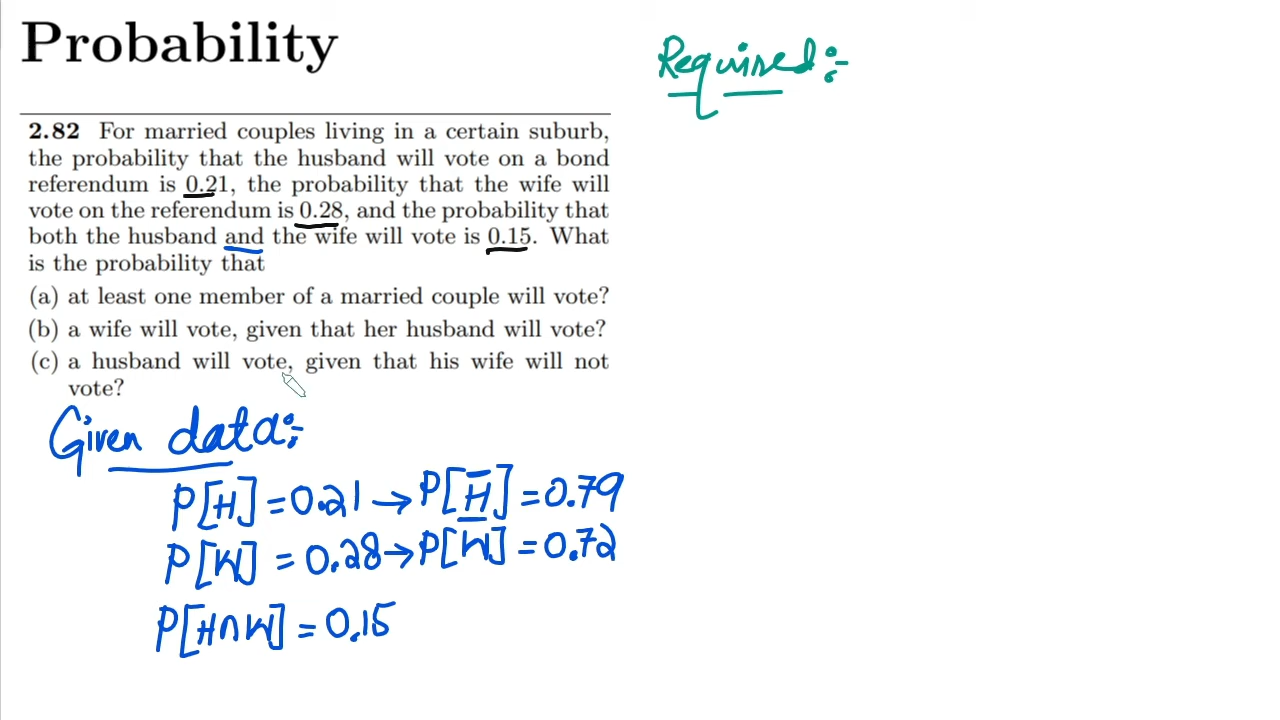 Probability
2.82 For married couples living in a certain suburb,
the probability that the husband will vote on a bond
referendum is 0.21, the probability that the wife will
vote on the referendum is 0.28, and the probability that
both the husband and the wife will vote is 0.15. What
is the probability that
(a) at least one member of a married couple will vote?
(b) a wife will vote, given that her husband will vote?
(c) a husband will vote, given that his wife will not
vote?
Given data:-
P[H] = 0.21 → P[H̅] = 0.79
P[W] = 0.28 → P[W̅] = 0.72
P[H∩W] = 0.15
Required:-